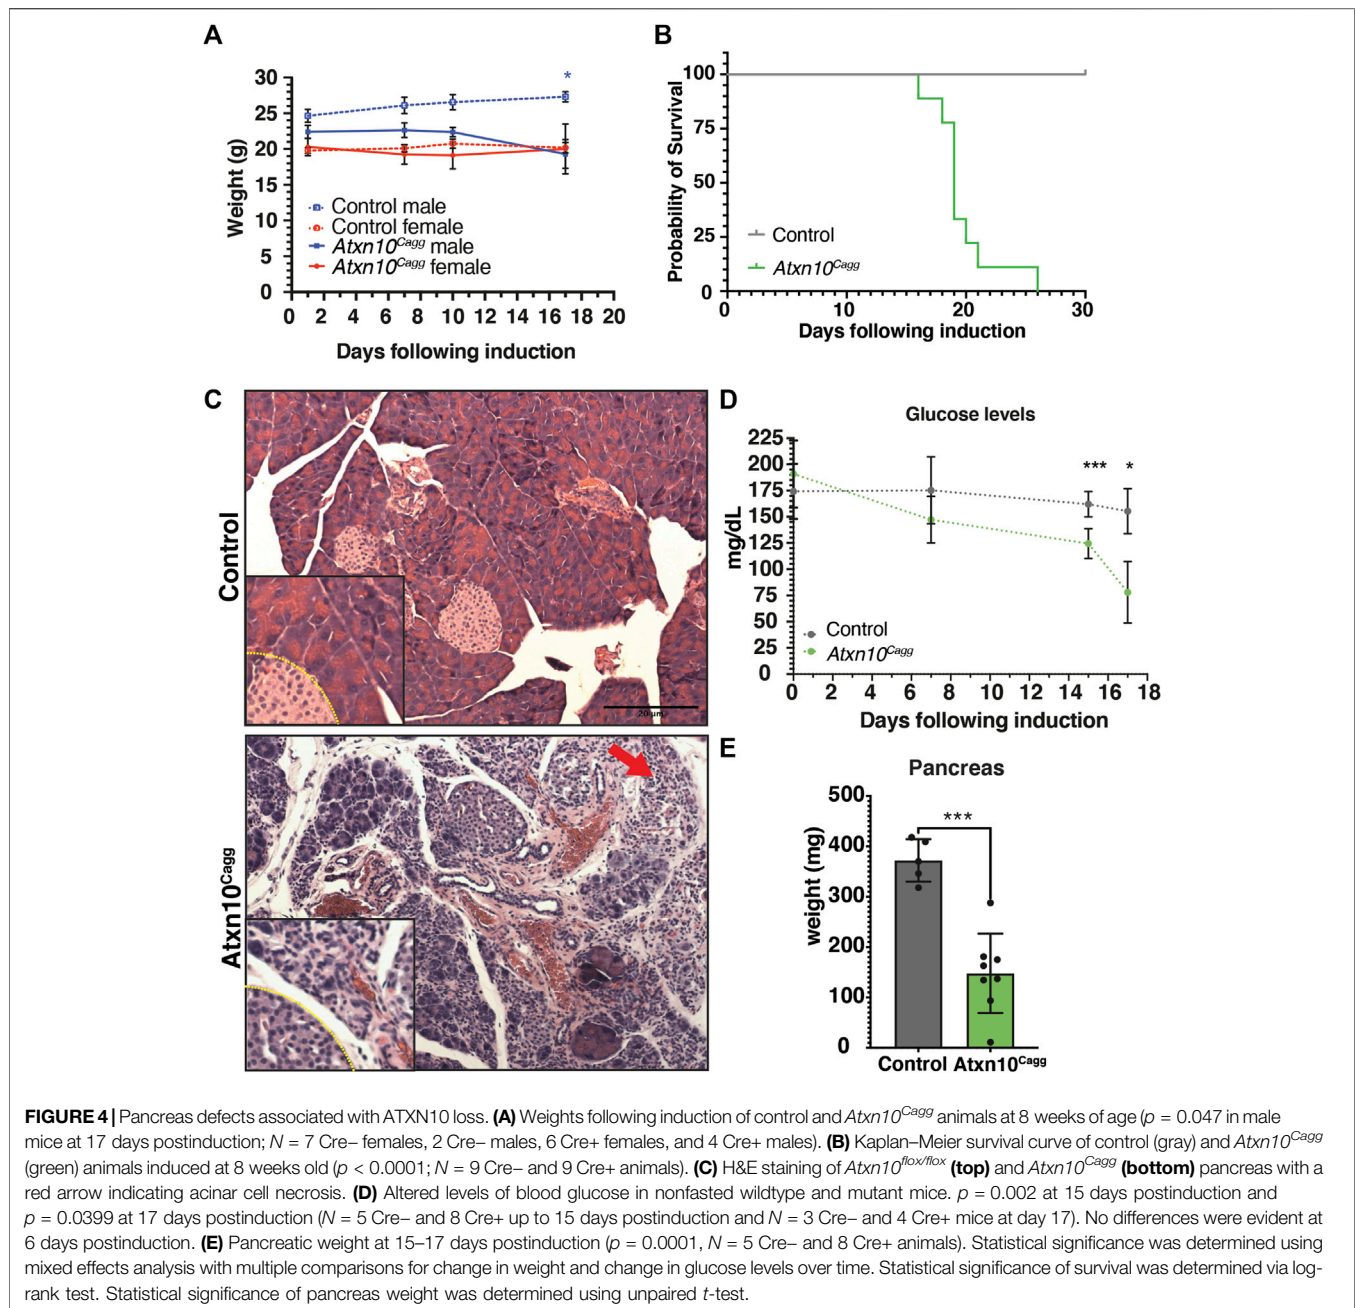 A
30
25
20
15
10
5
0
Weight (g)
*
Control male
Control female
Atxn10Cagg male
Atxn10Cagg female
0 2 4 6 8 10 12 14 16 18 20
Days following induction
B
100
75
50
25
0
Probability of Survival
Control
Atxn10Cagg
0 10 20 30
Days following induction
C
Control
20 µm
Atxn10Cagg
D
Glucose levels
225
200
175
150
125
100
75
50
25
0
mg/dL
*** *
Control
Atxn10Cagg
0 2 4 6 8 10 12 14 16 18
Days following induction
E
Pancreas
500
400
300
200
100
0
weight (mg)
***
Control Atxn10Cagg
FIGURE 4 | Pancreas defects associated with ATXN10 loss. (A) Weights following induction of control and Atxn10Cagg animals at 8 weeks of age (p = 0.047 in male
mice at 17 days postinduction; N = 7 Cre– females, 2 Cre– males, 6 Cre+ females, and 4 Cre+ males). (B) Kaplan–Meier survival curve of control (gray) and Atxn10Cagg
(green) animals induced at 8 weeks old (p < 0.0001; N = 9 Cre– and 9 Cre+ animals). (C) H&E staining of Atxn10flox/flox (top) and Atxn10Cagg (bottom) pancreas with a
red arrow indicating acinar cell necrosis. (D) Altered levels of blood glucose in nonfasted wildtype and mutant mice. p = 0.002 at 15 days postinduction and
p = 0.0399 at 17 days postinduction (N = 5 Cre– and 8 Cre+ up to 15 days postinduction and N = 3 Cre– and 4 Cre+ mice at day 17). No differences were evident at
6 days postinduction. (E) Pancreatic weight at 15–17 days postinduction (p = 0.0001, N = 5 Cre– and 8 Cre+ animals). Statistical significance was determined using
mixed effects analysis with multiple comparisons for change in weight and change in glucose levels over time. Statistical significance of survival was determined via log-
rank test. Statistical significance of pancreas weight was determined using unpaired t-test.